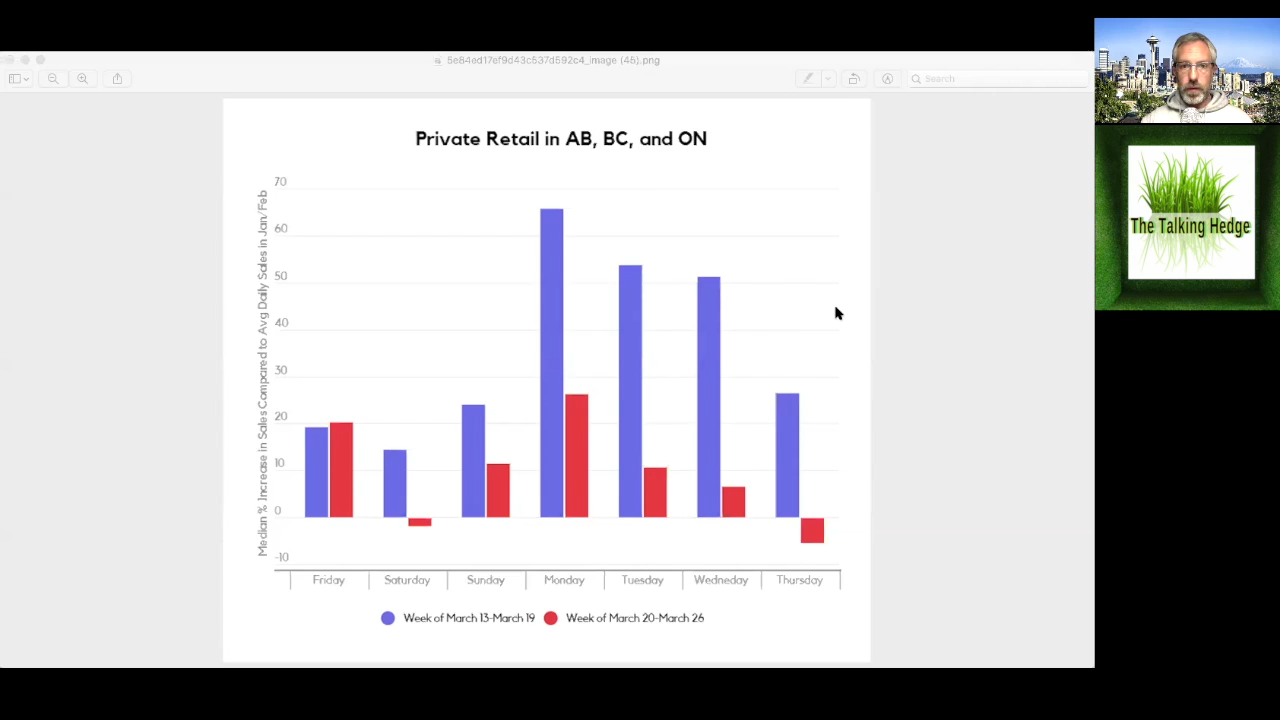 5e84ed17ef9d43c537d592c4_image (46).png
Search
Private Retail in AB, BC, and ON
Median % Increase in Sales Compared to Avg Daily Sales in Jan/Feb
70
60
50
40
30
20
10
0
-10
Friday Saturday Sunday Monday Tuesday Wednesday Thursday
Week of March 13-March 19 Week of March 20-March 26
The Talking Hedge